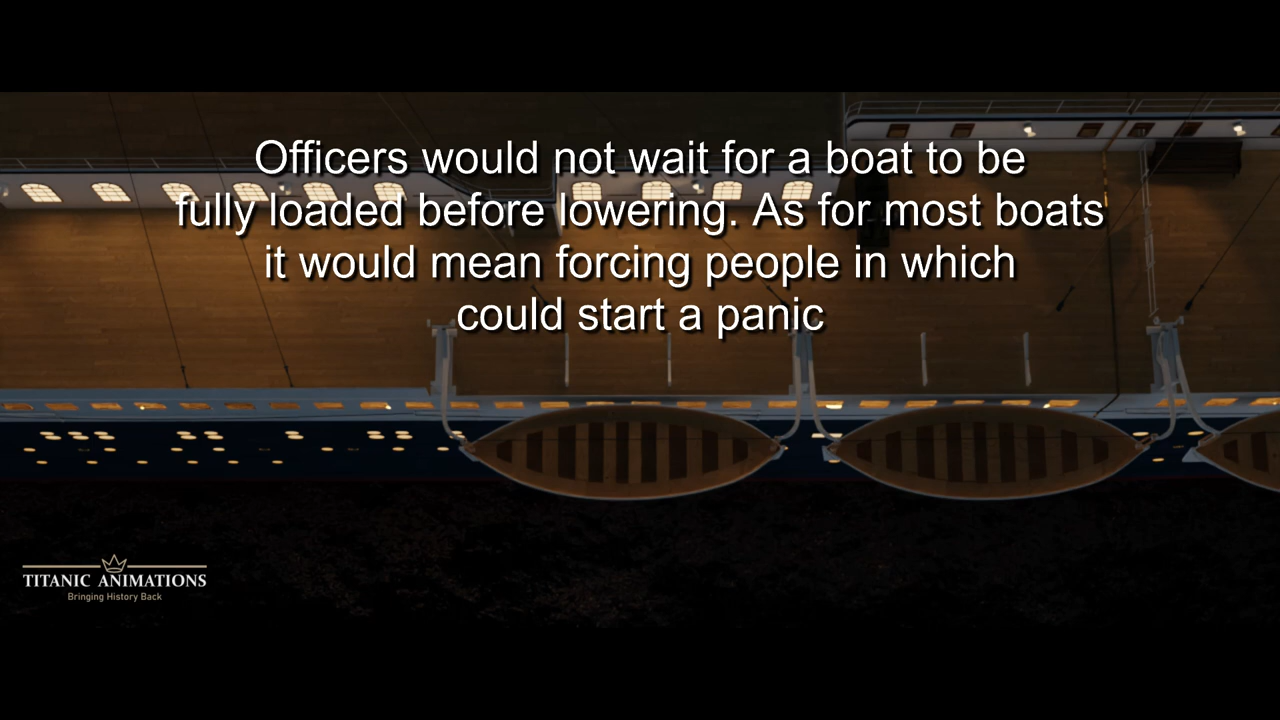 Officers would not wait for a boat to be
fully loaded before lowering. As for most boats
it would mean forcing people in which
could start a panic
TITANIC ANIMATIONS
Bringing History Back